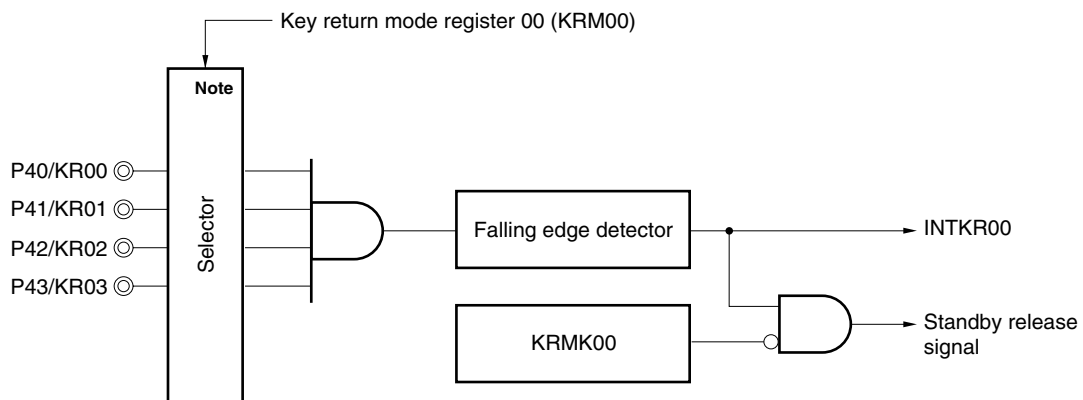 Key return mode register 00 (KRM00)
Note
P40/KR00
P41/KR01
P42/KR02
P43/KR03
Selector
Falling edge detector
INTKR00
KRMK00
Standby release
signal